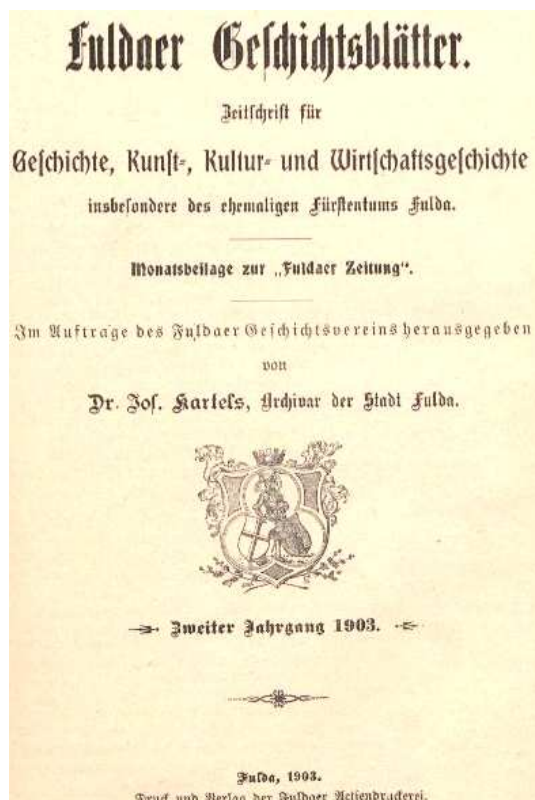 Fuldaer Geschichtsblätter.
Zeitschrift für
Geschichte, Kunst-, Kultur- und Wirtschaftsgeschichte
insbesondere des ehemaligen Fürstentums Fulda.
Monatsbeilage zur „Fuldaer Zeitung".
Im Auftrage des Fuldaer Geschichtsvereins herausgegeben
von
Dr. Jos. Kartels, Archivar der Stadt Fulda.
Zweiter Jahrgang 1903.
Fulda, 1903.
Druck und Verlag der Fuldaer Actiendruckerei.